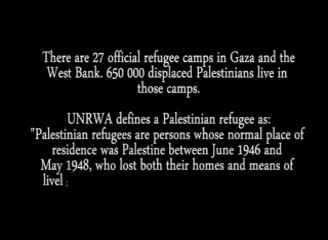 There are 27 official refugee camps in Gaza and the
West Bank. 650 000 displaced Palestinians live in
those camps.
UNRWA defines a Palestinian refugee as:
"Palestinian refugees are persons whose normal place of
residence was Palestine between June 1946 and
May 1948, who lost both their homes and means of
livel